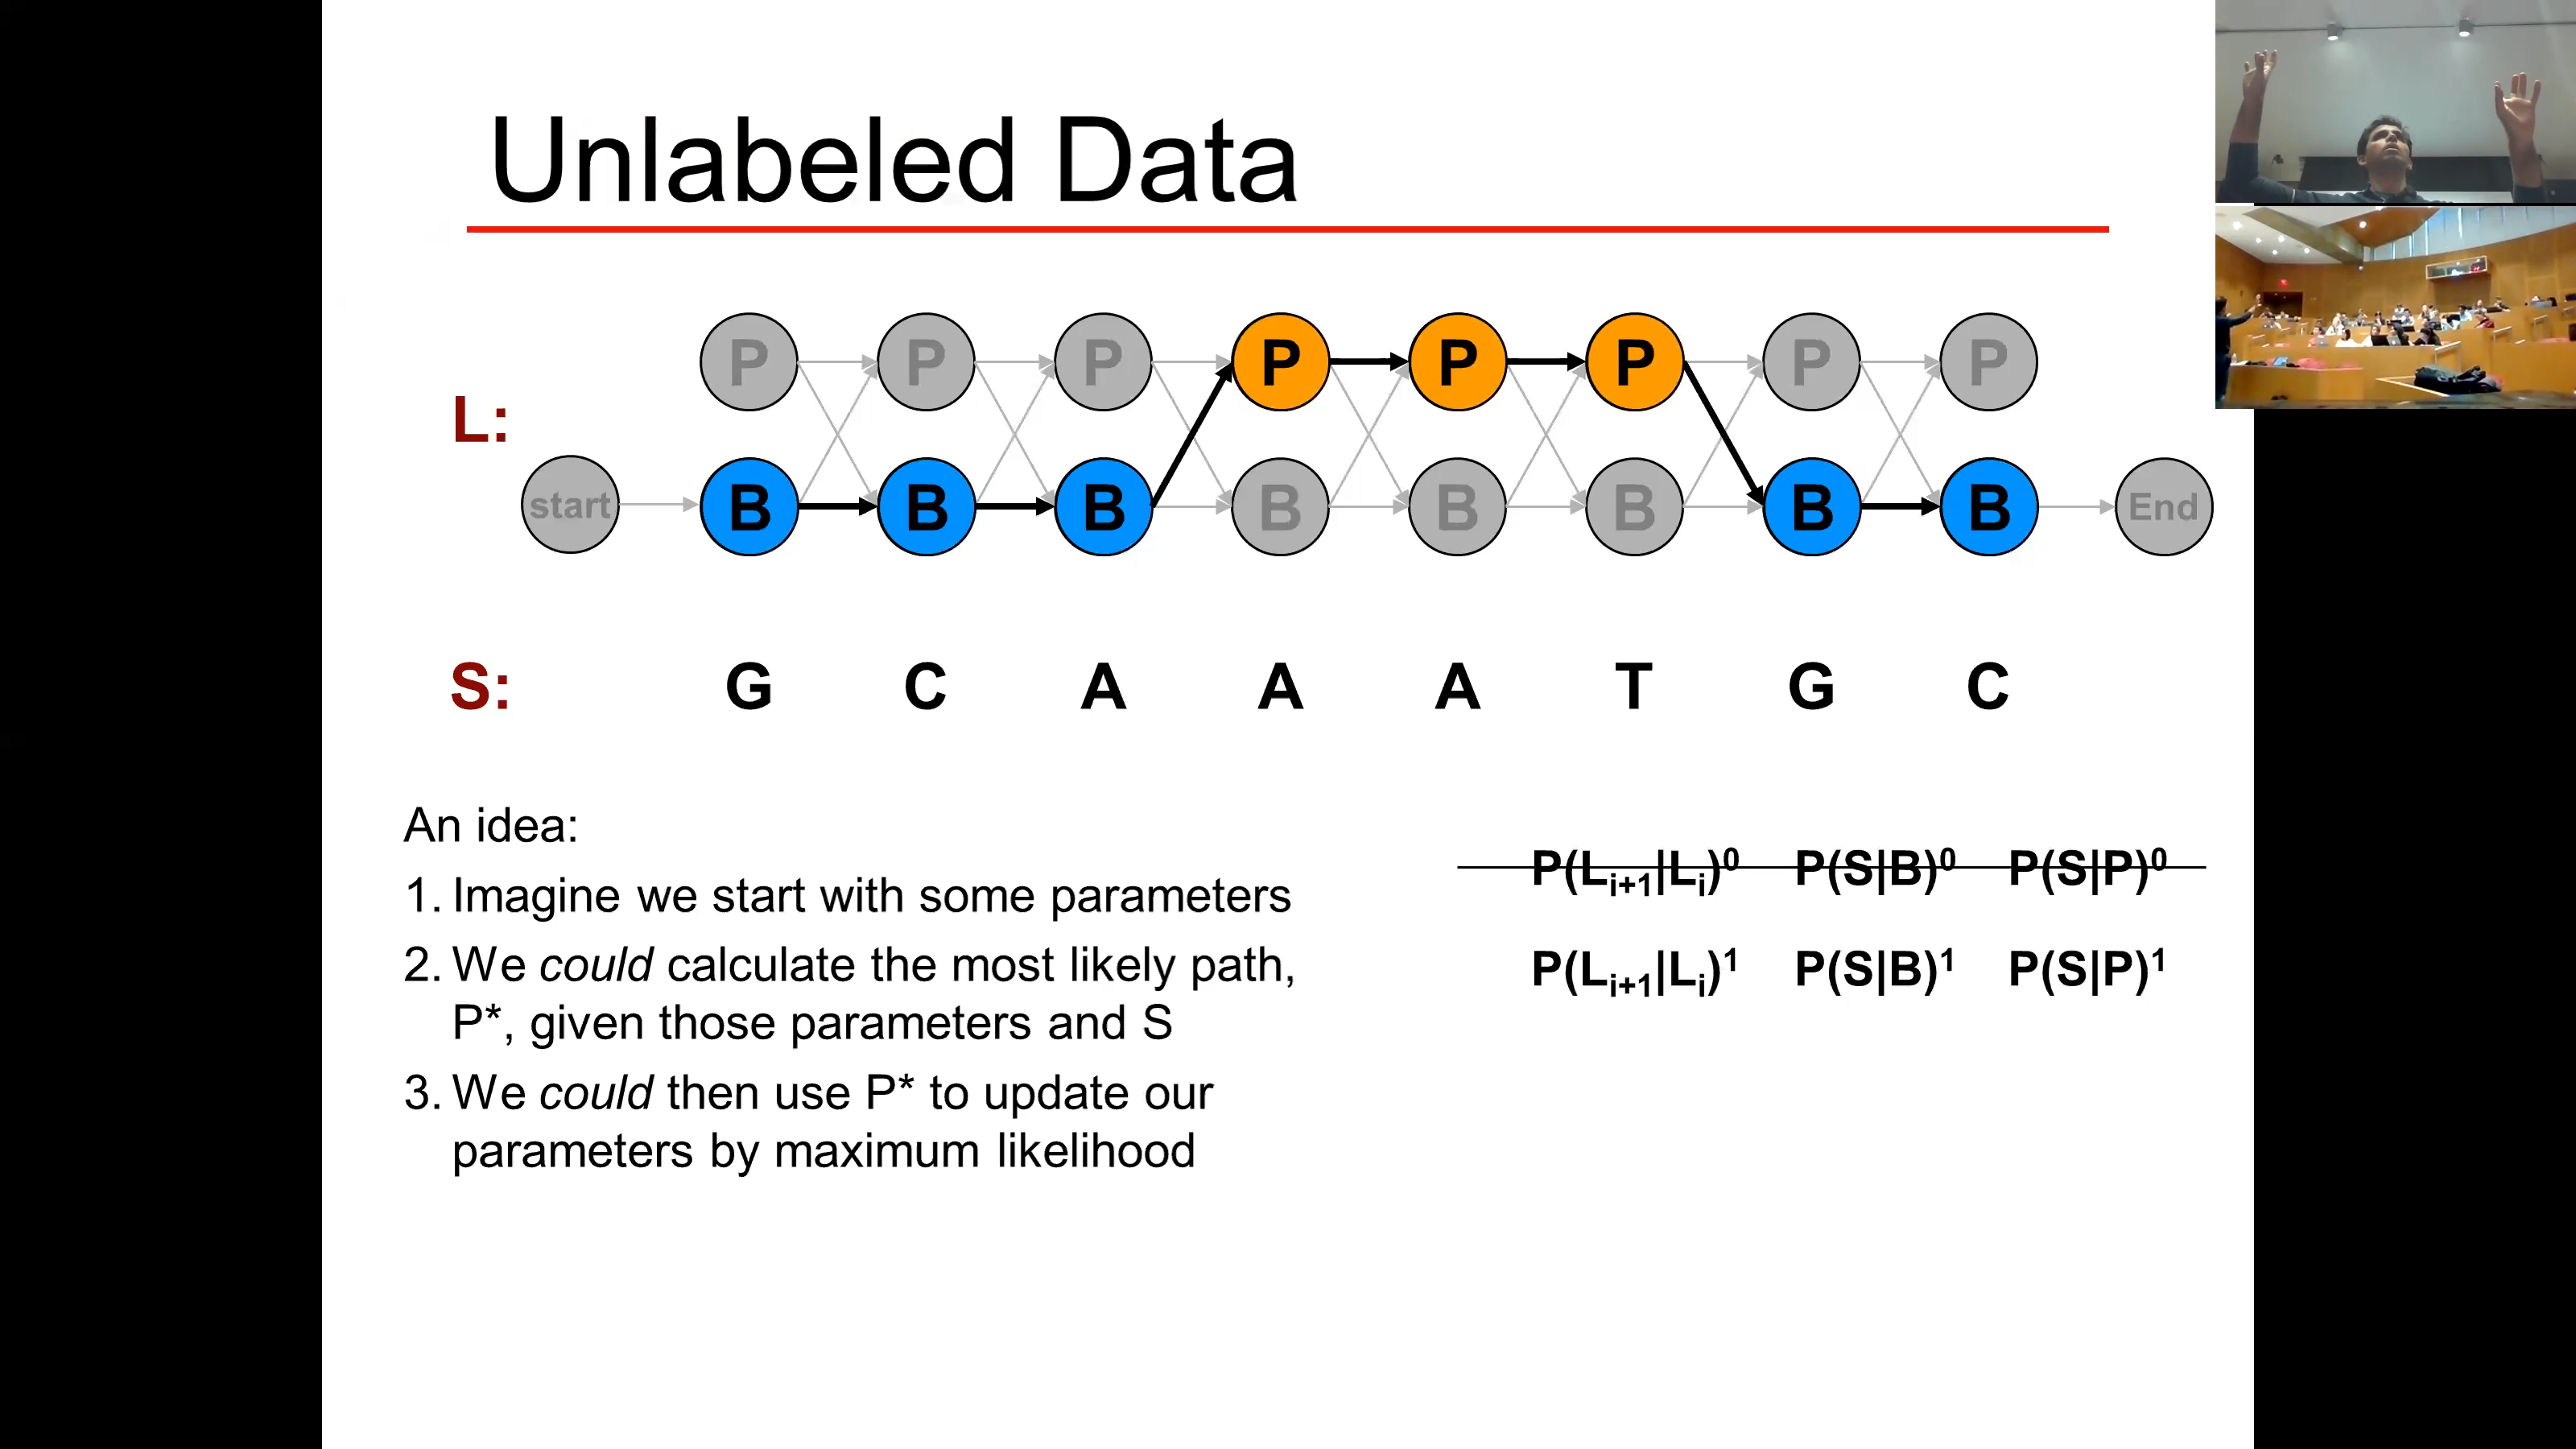 Unlabeled Data
L:
P P P P P P P P
start B B B B B B B B End
S: G C A A A T G C
An idea:
1. Imagine we start with some parameters
2. We could calculate the most likely path,
P*, given those parameters and S
3. We could then use P* to update our
parameters by maximum likelihood
P(Lᵢ₊₁|Lᵢ)⁰ P(S|B)⁰ P(S|P)⁰
P(Lᵢ₊₁|Lᵢ)¹ P(S|B)¹ P(S|P)¹